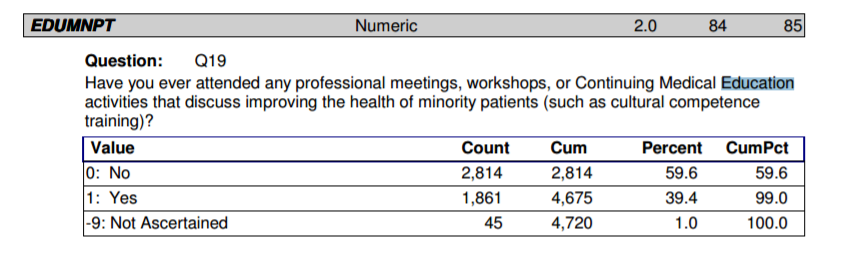 EDUMNPT Numeric 2.0 84 85
Question: Q19
Have you ever attended any professional meetings, workshops, or Continuing Medical Education
activities that discuss improving the health of minority patients (such as cultural competence
training)?
Value Count Cum Percent CumPct
0: No 2,814 2,814 59.6 59.6
1: Yes 1,861 4,675 39.4 99.0
-9: Not Ascertained 45 4,720 1.0 100.0